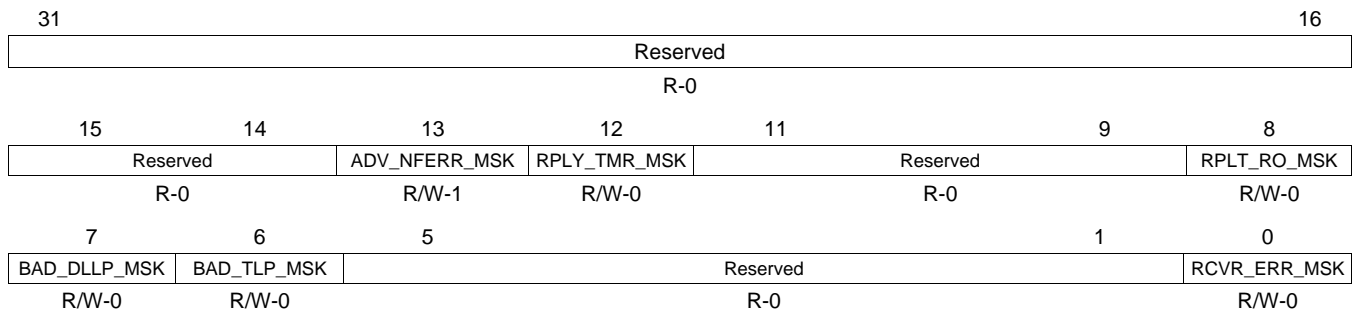 31 16
Reserved
R-0
15 14 13 12 11 9 8
Reserved ADV_NFERR_MSK RPLY_TMR_MSK Reserved RPLT_RO_MSK
R-0 R/W-1 R/W-0 R-0 R/W-0
7 6 5 1 0
BAD_DLLP_MSK BAD_TLP_MSK Reserved RCVR_ERR_MSK
R/W-0 R/W-0 R-0 R/W-0